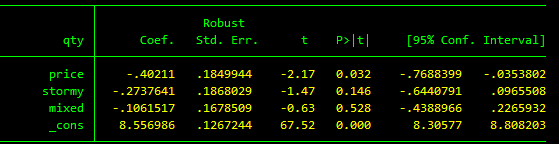 Robust
qty Coef. Std. Err. t P>|t| [95% Conf. Interval]
price -.40211 .1849944 -2.17 0.032 -.7688399 -.0353802
stormy -.2737641 .1868029 -1.47 0.146 -.6440791 .0965508
mixed -.1061517 .1678509 -0.63 0.528 -.4388966 .2265932
_cons 8.556986 .1267244 67.52 0.000 8.30577 8.808203